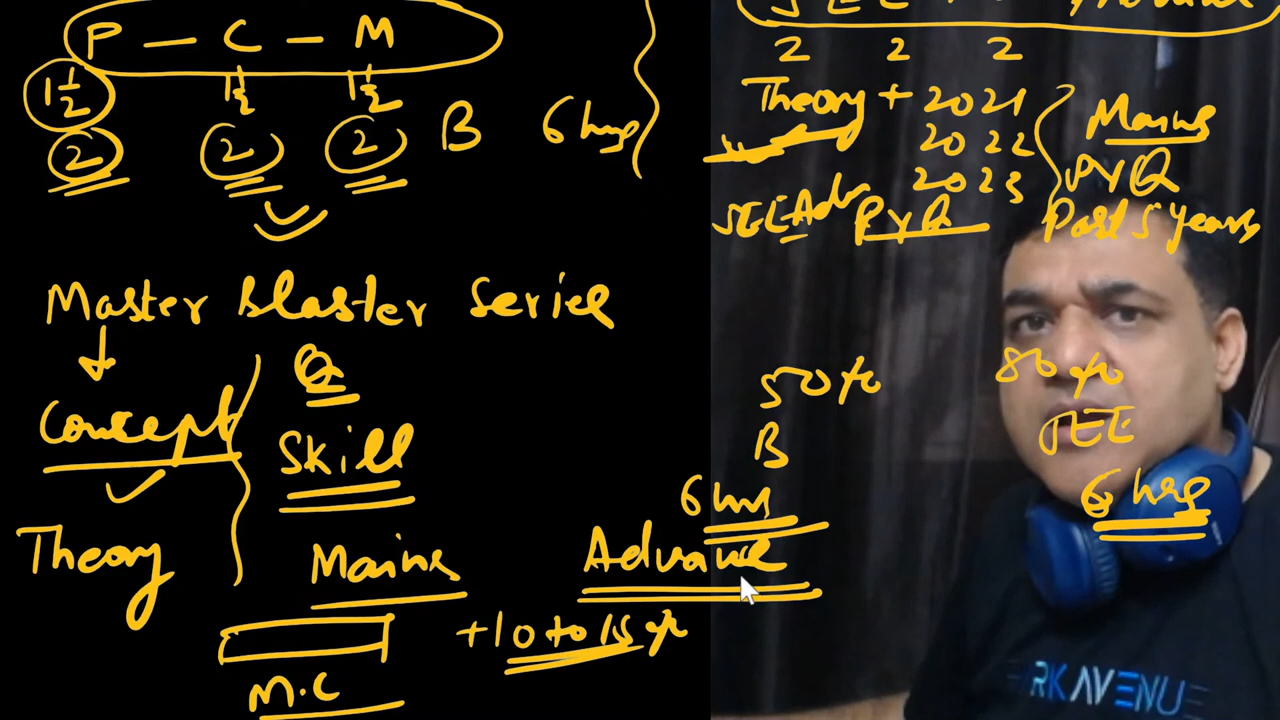 P — C — M
1½ 1½ 1½
2 2 2 B 6 hrs
Master Blaster Series
Q
Concept
Skill
Theory
Mains
Advance
+10 to 15 %
M.C
2 2 2
Theory + 2021
2022
2023
Mains
PYQ
JEE Adv PYQ Past 5 years
50 % 80 %
B JEE
6 hrs 6 hrs
RK AVENUE